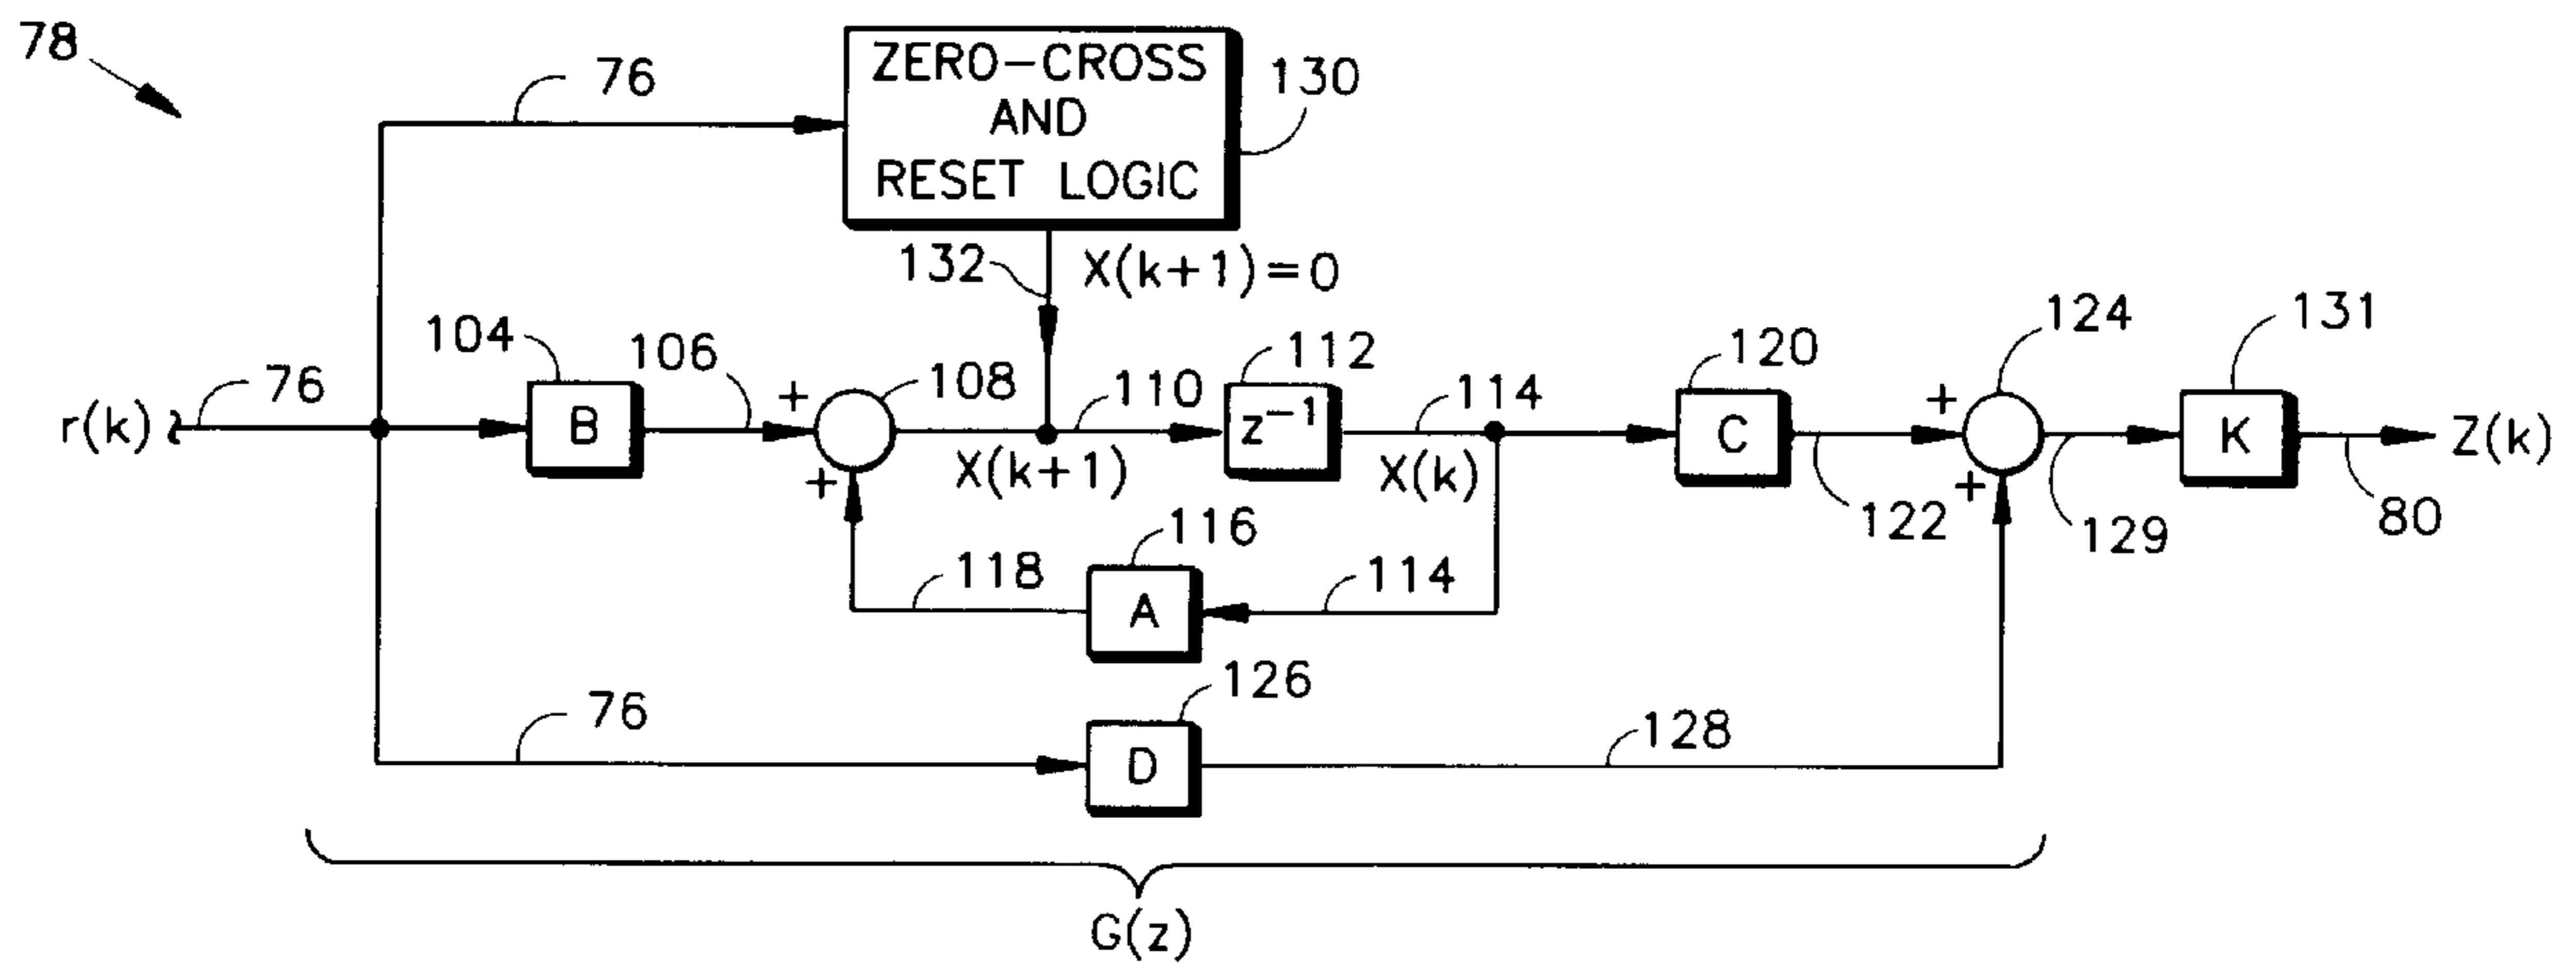 78
76
ZERO-CROSS
AND
RESET LOGIC
130
132
X(k+1)=0
r(k)
76
104
B
106
+
+
108
X(k+1)
110
112
z⁻¹
114
X(k)
120
C
122
+
+
124
129
131
K
80
Z(k)
118
116
A
114
76
126
D
128
G(z)